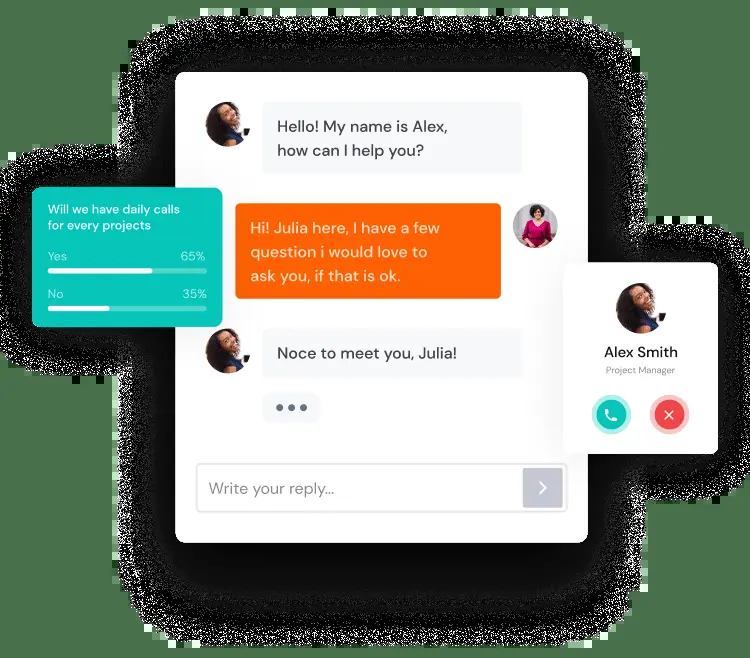 Hello! My name is Alex,
how can I help you?
Will we have daily calls
for every projects
Yes 65%
No 35%
Hi! Julia here, I have a few
question i would love to
ask you, if that is ok.
Noce to meet you, Julia!
Alex Smith
Project Manager
Write your reply...